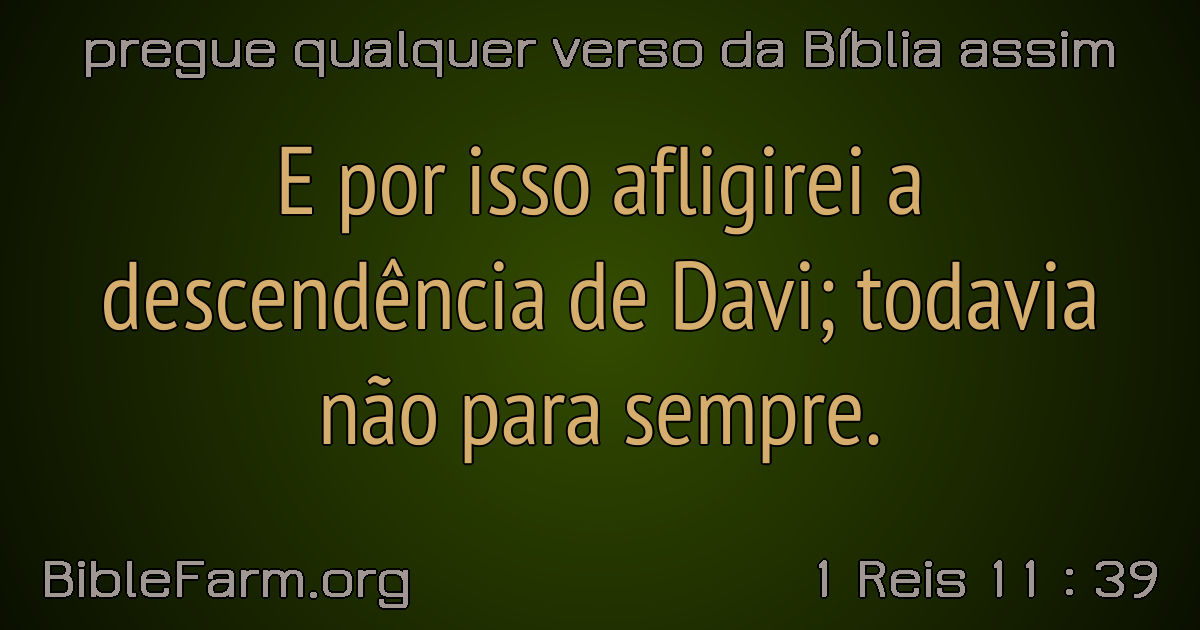 pregue qualquer verso da Bíblia assim
E por isso afligirei a
descendência de Davi; todavia
não para sempre.
BibleFarm.org
1 Reis 11 : 39